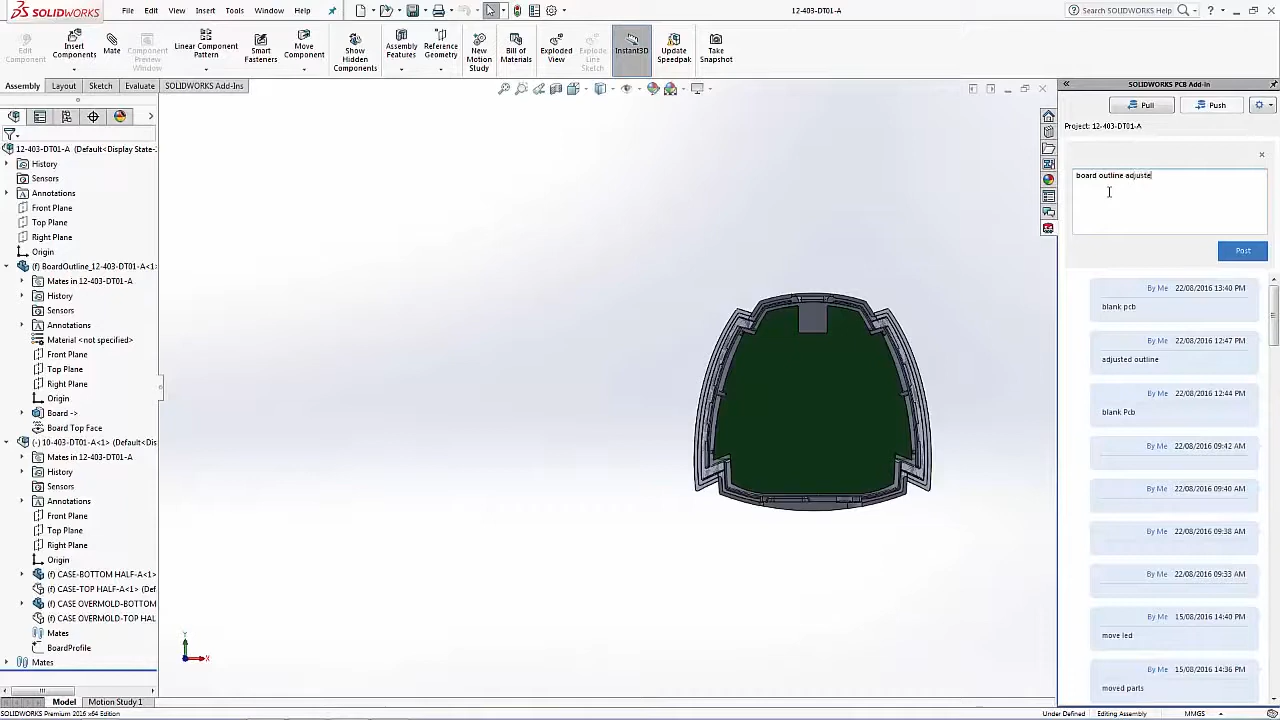 SOLIDWORKS
File Edit View Insert Tools Window Help
12-403-DT01-A
Search SOLIDWORKS Help
Edit Component
Insert Components
Mate
Component Preview Window
Linear Component Pattern
Smart Fasteners
Move Component
Show Hidden Components
Assembly Features
Reference Geometry
New Motion Study
Bill of Materials
Exploded View
Explode Line Sketch
Instant3D
Update Speedpak
Take Snapshot
Assembly Layout Sketch Evaluate SOLIDWORKS Add-Ins
12-403-DT01-A (Default<Display State-
History
Sensors
Annotations
Front Plane
Top Plane
Right Plane
Origin
(f) BoardOutline_12-403-DT01-A<1>
Mates in 12-403-DT01-A
History
Sensors
Annotations
Material <not specified>
Front Plane
Top Plane
Right Plane
Origin
Board ->
Board Top Face
(-) 10-403-DT01-A<1> (Default<Dis
Mates in 12-403-DT01-A
History
Sensors
Annotations
Front Plane
Top Plane
Right Plane
Origin
(f) CASE-BOTTOM HALF-A<1>
(f) CASE-TOP HALF-A<1> (Def
(f) CASE OVERMOLD-BOTTOM
(f) CASE OVERMOLD-TOP HAL
Mates
BoardProfile
Mates
Y
X
SOLIDWORKS PCB Add-in
Pull Push
Project: 12-403-DT01-A
board outline adjuste
Post
By Me 22/08/2016 13:40 PM
blank pcb
By Me 22/08/2016 12:47 PM
adjusted outline
By Me 22/08/2016 12:44 PM
blank Pcb
By Me 22/08/2016 09:42 AM
By Me 22/08/2016 09:40 AM
By Me 22/08/2016 09:38 AM
By Me 22/08/2016 09:33 AM
By Me 15/08/2016 14:40 PM
move led
By Me 15/08/2016 14:36 PM
moved parts
Model Motion Study 1
SOLIDWORKS Premium 2016 x64 Edition
Under Defined Editing Assembly MMGS